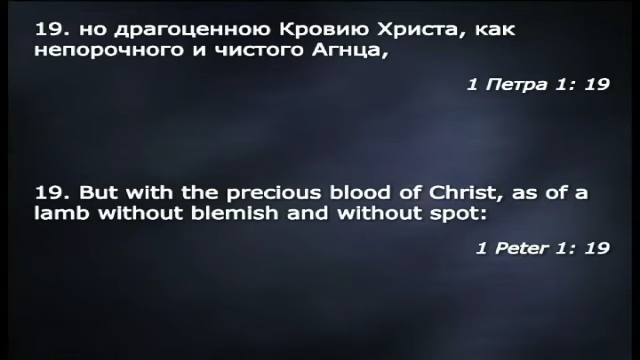 19. но драгоценною Кровию Христа, как
непорочного и чистого Агнца,
1 Петра 1: 19
19. But with the precious blood of Christ, as of a
lamb without blemish and without spot:
1 Peter 1: 19